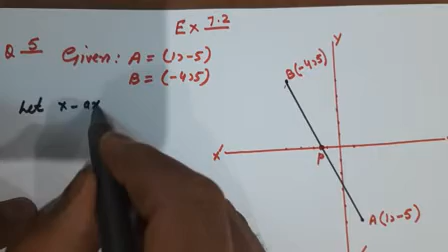 Ex 7.2
Q 5 Given: A = (1,-5)
B = (-4,5)
Let x-ax
Y
B(-4,5)
X'
P
A(1,-5)